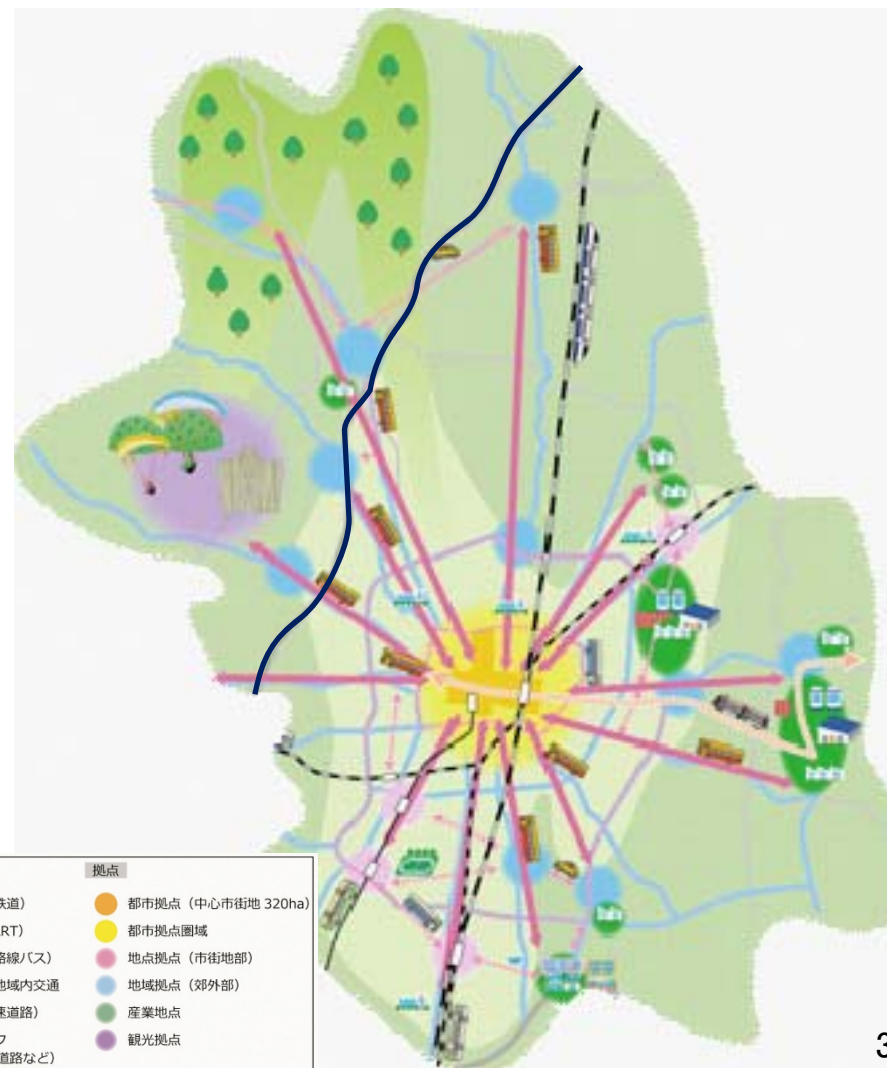 拠点
鉄道)
RT)
路線バス)
地域内交通
速道路)
道路など)
都市拠点(中心市街地 320ha)
都市拠点圏域
地点拠点(市街地部)
地域拠点(郊外部)
産業地点
観光拠点
3